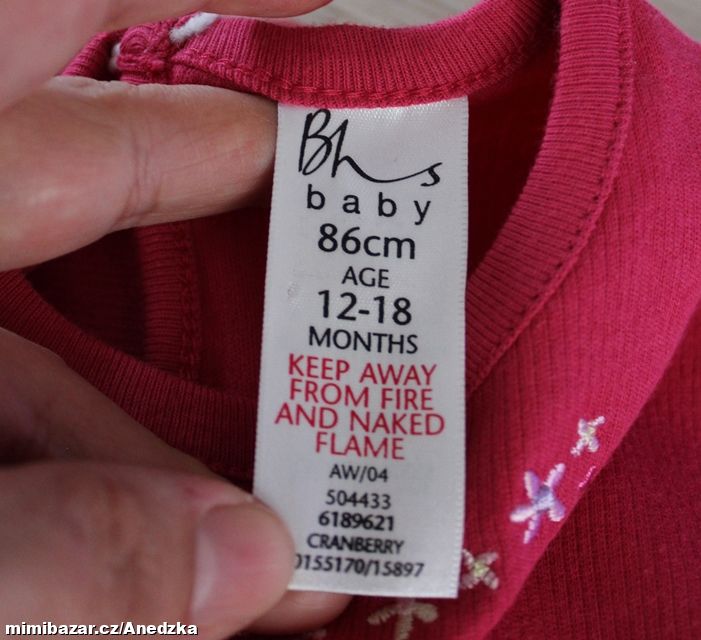 Bhs
baby
86cm
AGE
12-18
MONTHS
KEEP AWAY
FROM FIRE
AND NAKED
FLAME
AW/04
504433
6189621
CRANBERRY
0155170/15897
mimibazar.cz/Anedzka